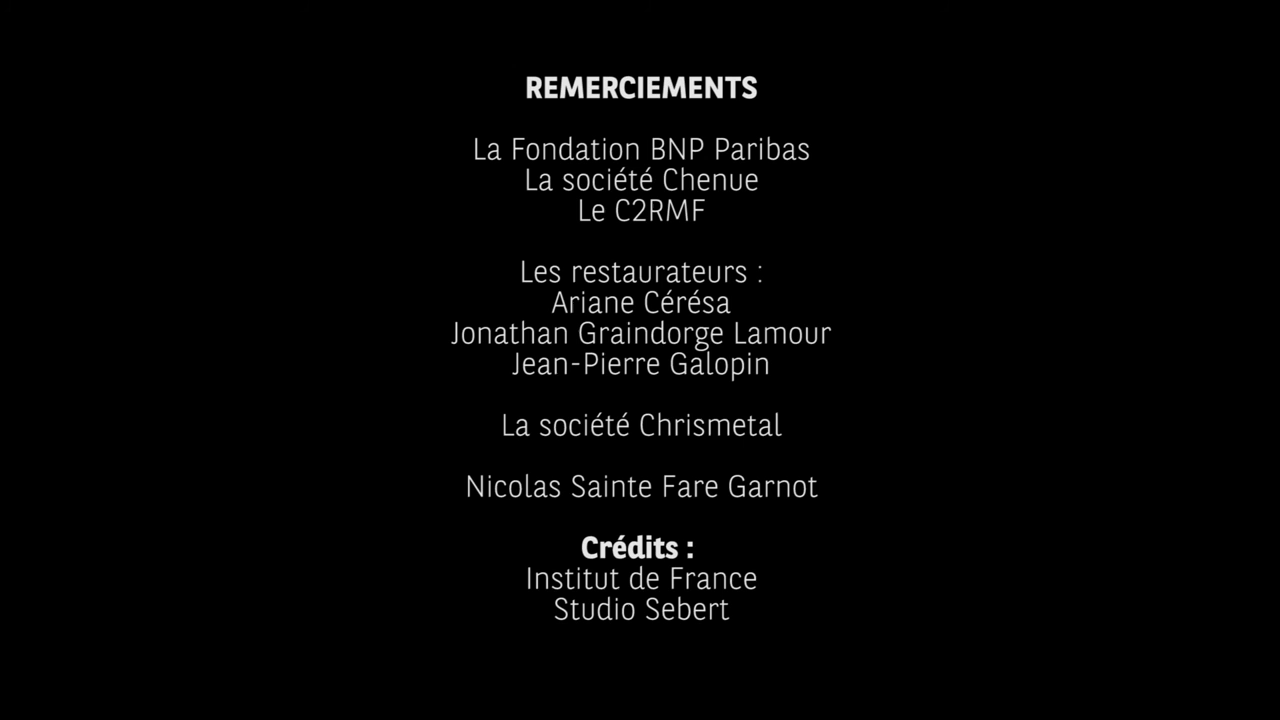 REMERCIEMENTS
La Fondation BNP Paribas
La société Chenue
Le C2RMF
Les restaurateurs :
Ariane Cérésa
Jonathan Graindorge Lamour
Jean-Pierre Galopin
La société Chrismetal
Nicolas Sainte Fare Garnot
Crédits :
Institut de France
Studio Sebert